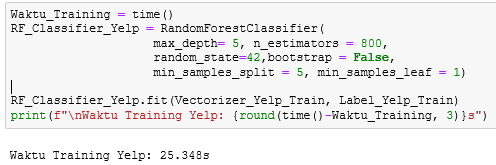 Waktu_Training = time()
RF_Classifier_Yelp = RandomForestClassifier(
max_depth= 5, n_estimators = 800,
random_state=42,bootstrap = False,
min_samples_split = 5, min_samples_leaf = 1)
RF_Classifier_Yelp.fit(Vectorizer_Yelp_Train, Label_Yelp_Train)
print(f"\nWaktu Training Yelp: {round(time()-Waktu_Training, 3)}s")
Waktu Training Yelp: 25.348s